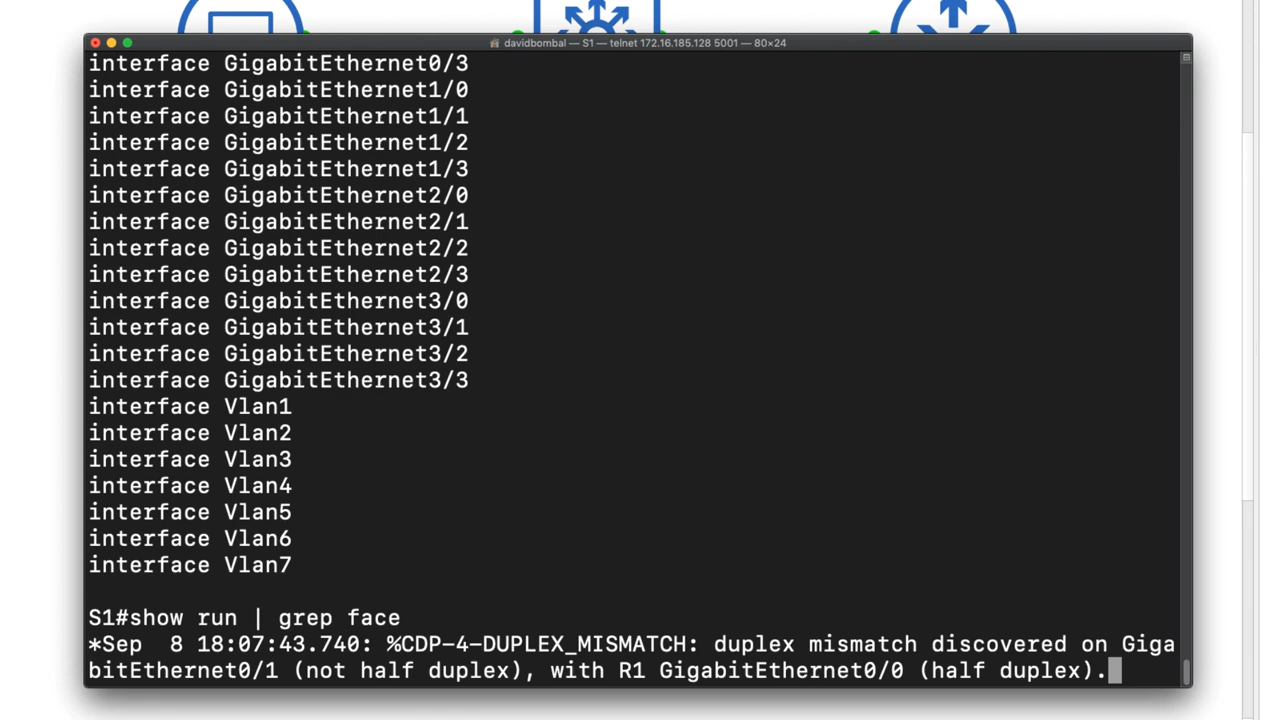 davidbombal — S1 — telnet 172.16.185.128 5001 — 80×24
interface GigabitEthernet0/3
interface GigabitEthernet1/0
interface GigabitEthernet1/1
interface GigabitEthernet1/2
interface GigabitEthernet1/3
interface GigabitEthernet2/0
interface GigabitEthernet2/1
interface GigabitEthernet2/2
interface GigabitEthernet2/3
interface GigabitEthernet3/0
interface GigabitEthernet3/1
interface GigabitEthernet3/2
interface GigabitEthernet3/3
interface Vlan1
interface Vlan2
interface Vlan3
interface Vlan4
interface Vlan5
interface Vlan6
interface Vlan7
S1#show run | grep face
*Sep  8 18:07:43.740: %CDP-4-DUPLEX_MISMATCH: duplex mismatch discovered on Giga
bitEthernet0/1 (not half duplex), with R1 GigabitEthernet0/0 (half duplex).